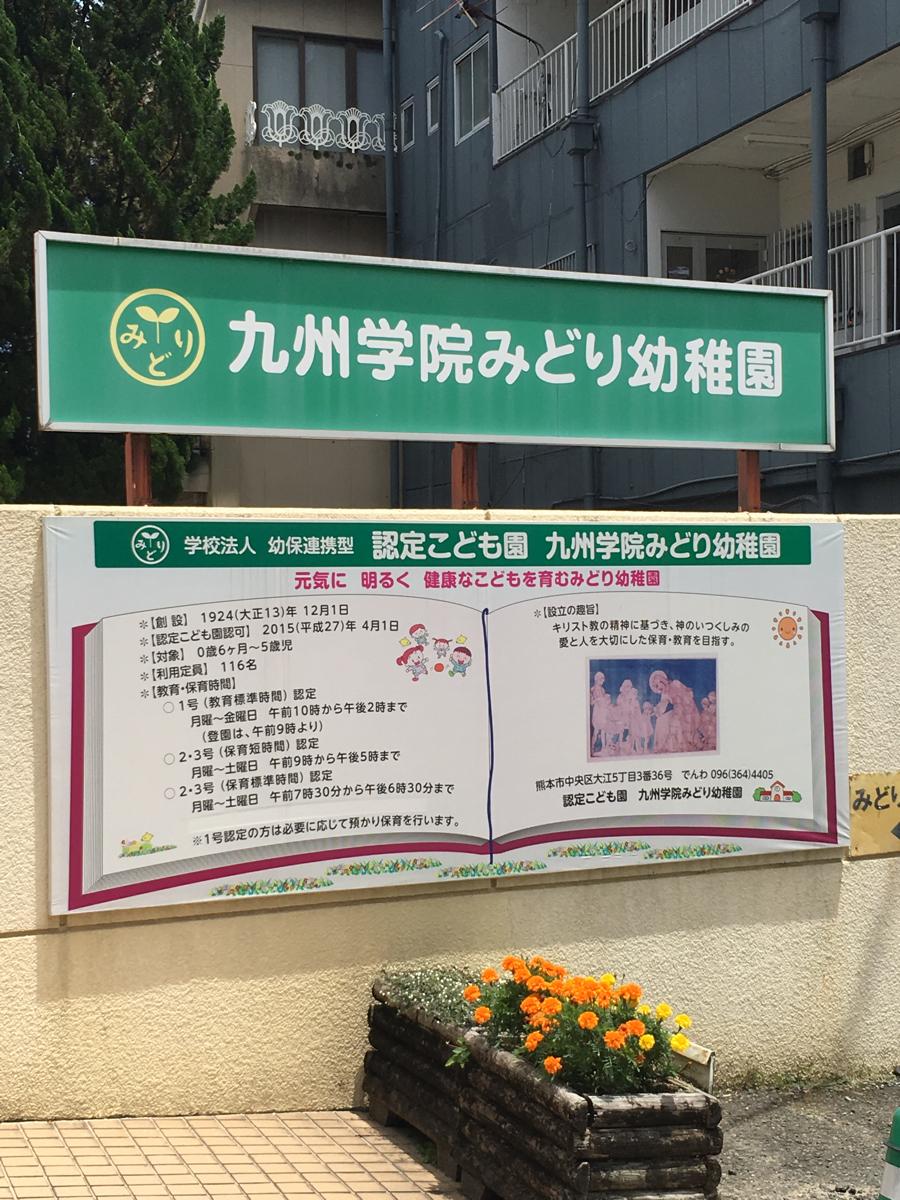 みどり
九州学院みどり幼稚園
みどり
学校法人 幼保連携型 認定こども園 九州学院みどり幼稚園
元気に 明るく 健康なこどもを育むみどり幼稚園
＊【創 設】 1924(大正13)年 12月1日
＊【認定こども園認可】 2015(平成27)年 4月1日
＊【対象】 0歳6ヶ月〜5歳児
＊【利用定員】 116名
＊【教育・保育時間】
○1号（教育標準時間）認定
月曜〜金曜日 午前10時から午後2時まで
（登園は、午前9時より）
○2・3号（保育短時間）認定
月曜〜土曜日 午前9時から午後5時まで
○2・3号（保育標準時間）認定
月曜〜土曜日 午前7時30分から午後6時30分まで
※1号認定の方は必要に応じて預かり保育を行います。
＊【設立の趣旨】
キリスト教の精神に基づき、神のいつくしみの
愛と人を大切にした保育・教育を目指す。
熊本市中央区大江5丁目3番36号 でんわ 096(364)4405
認定こども園 九州学院みどり幼稚園
みどり